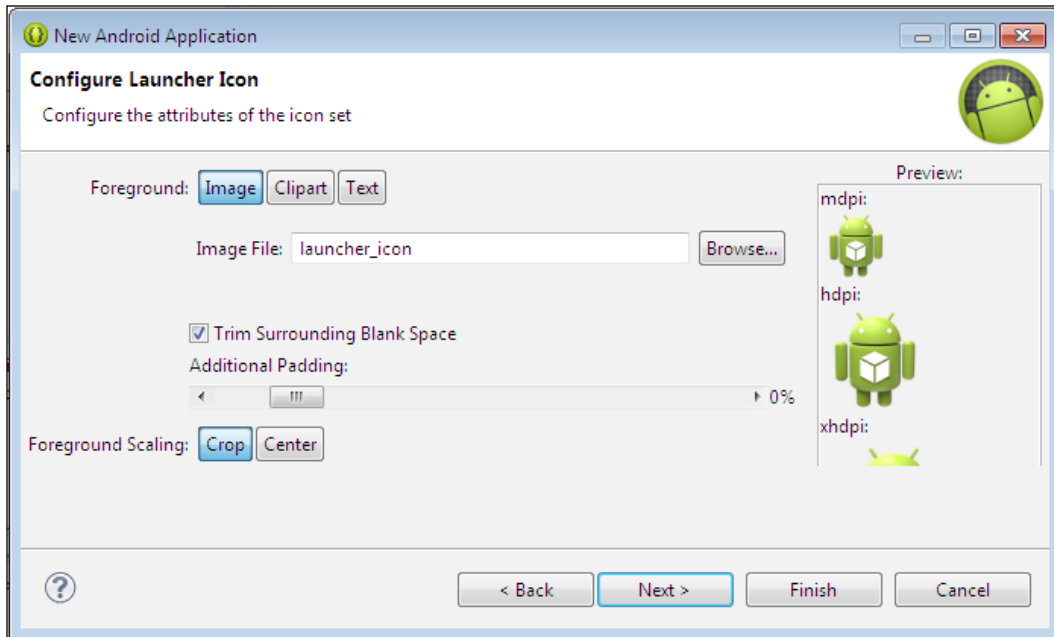 New Android Application
Configure Launcher Icon
Configure the attributes of the icon set
Foreground: Image Clipart Text
Image File: launcher_icon Browse...
Trim Surrounding Blank Space
Additional Padding:
0%
Foreground Scaling: Crop Center
Preview:
mdpi:
hdpi:
xhdpi:
? < Back Next > Finish Cancel